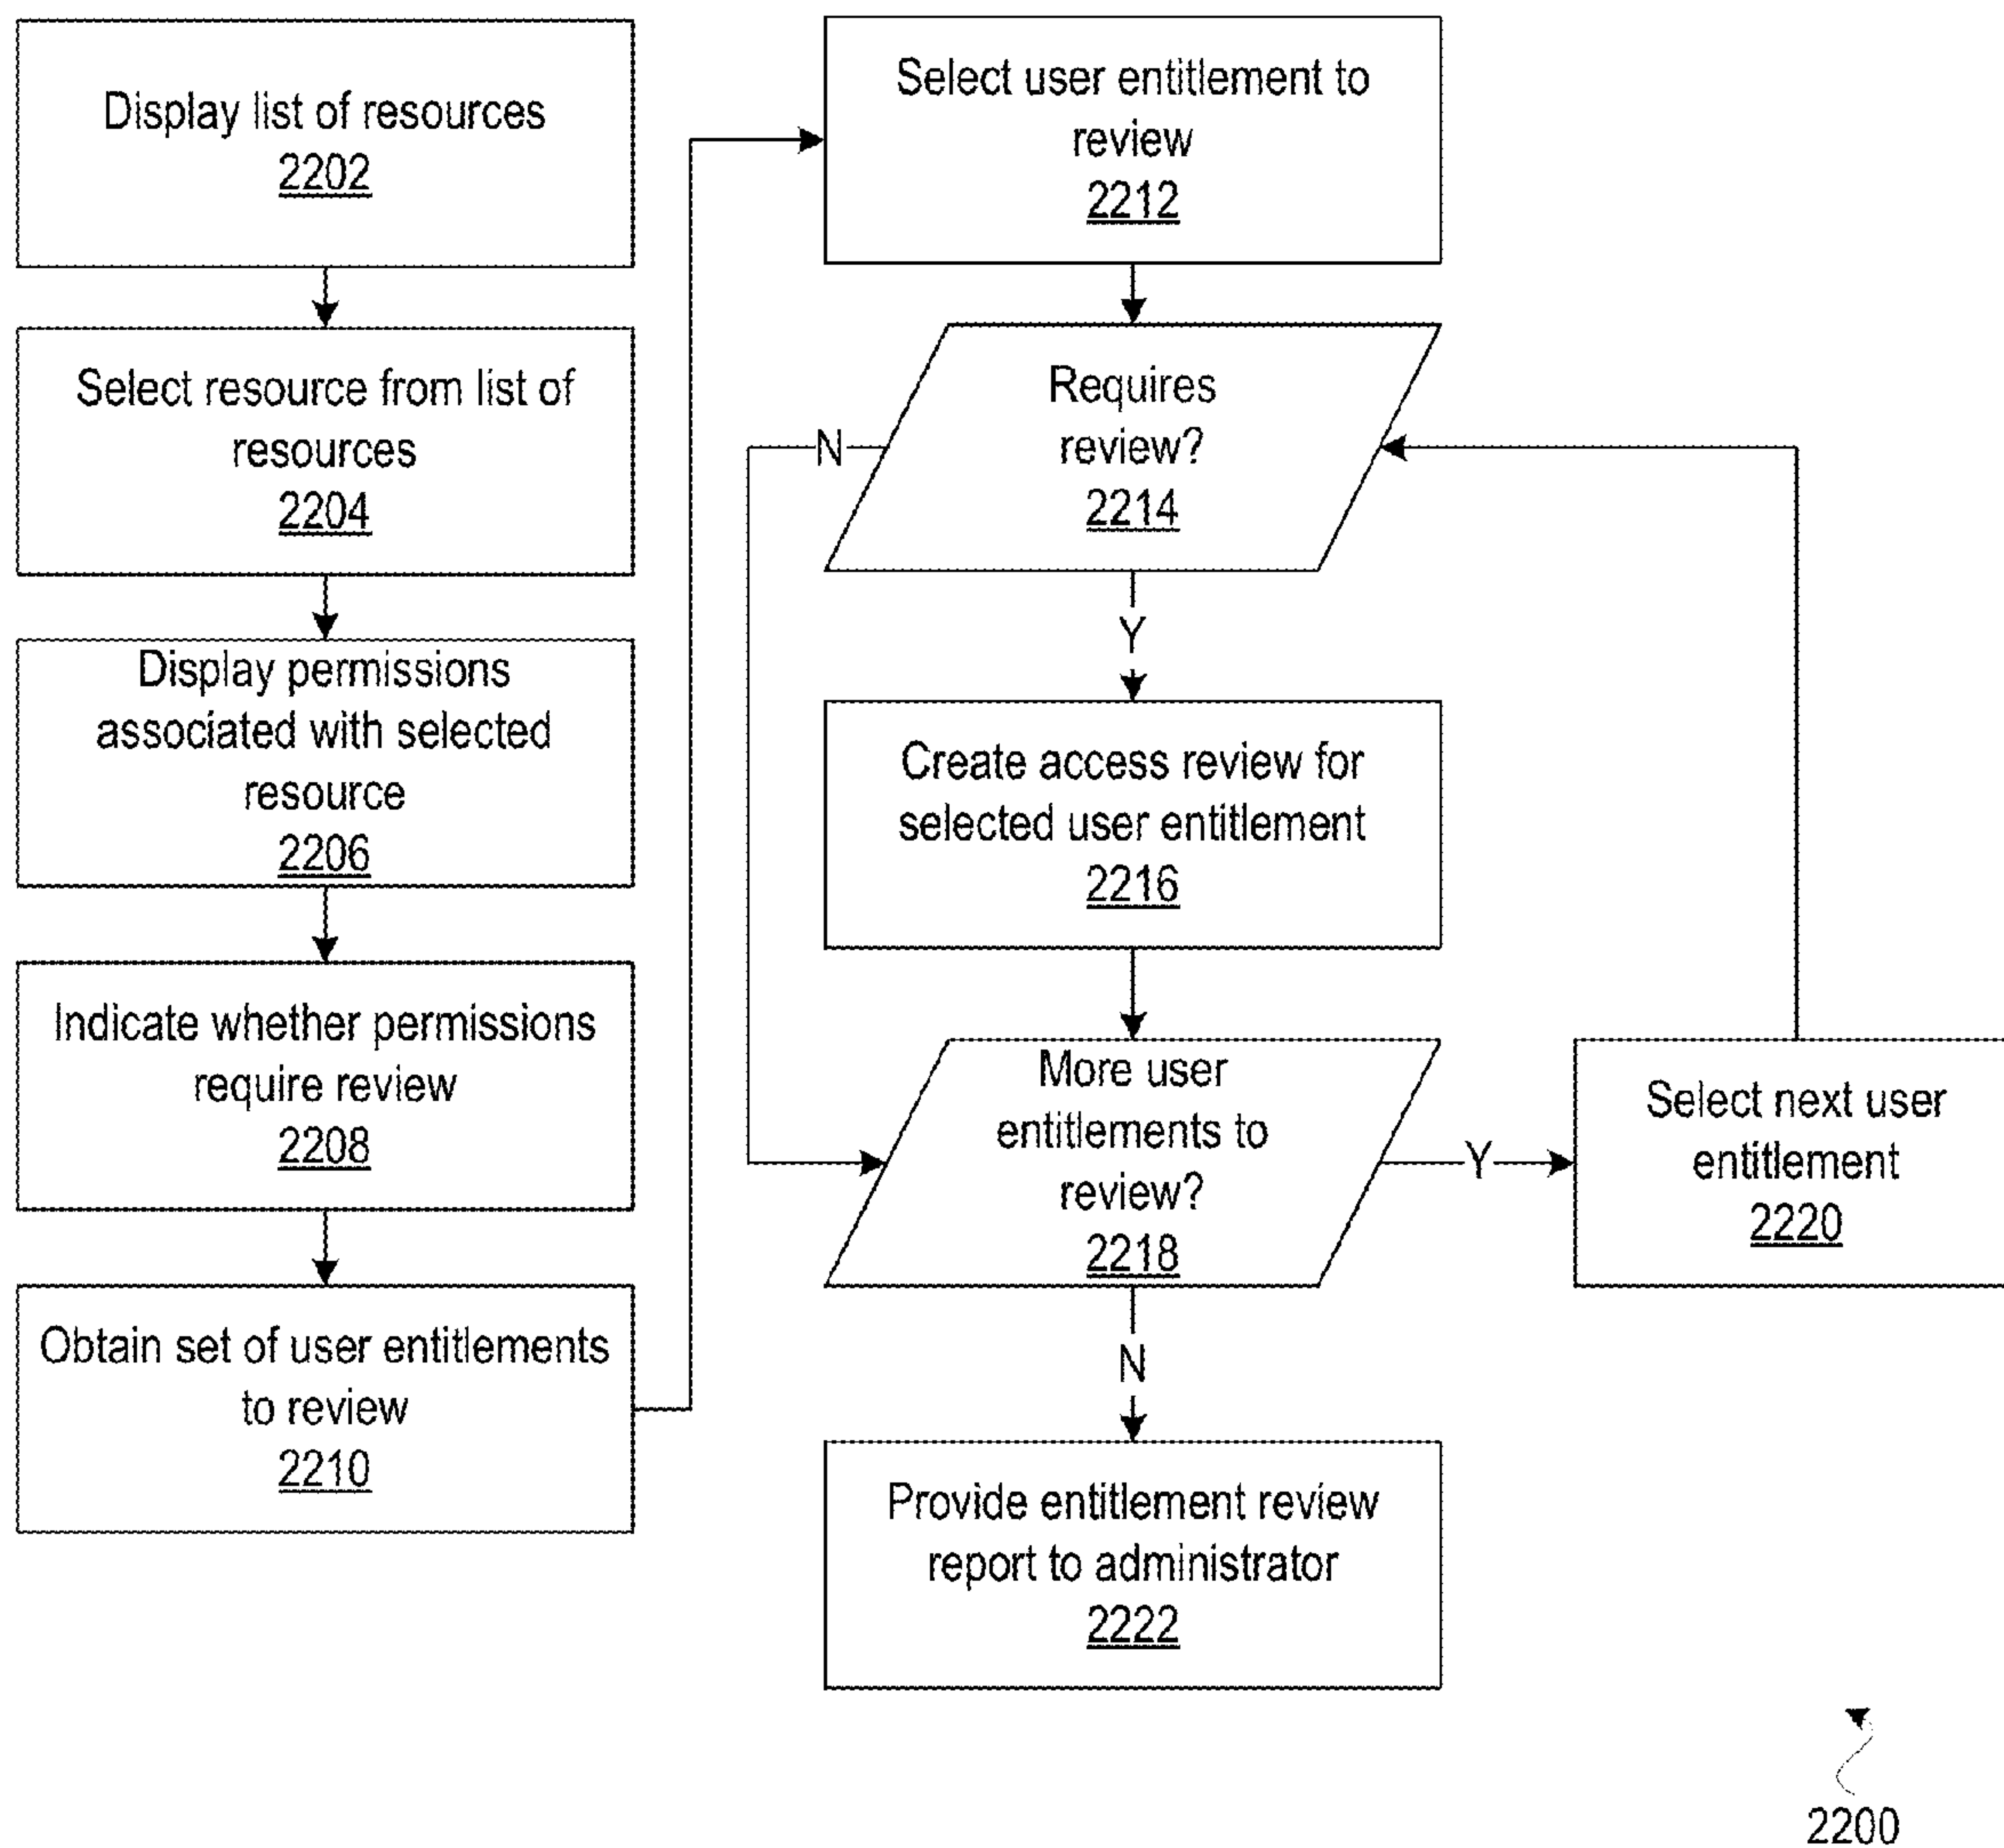 Display list of resources
2202
Select resource from list of
resources
2204
Display permissions
associated with selected
resource
2206
Indicate whether permissions
require review
2208
Obtain set of user entitlements
to review
2210
Select user entitlement to
review
2212
Requires
review?
2214
N
Y
Create access review for
selected user entitlement
2216
More user
entitlements to
review?
2218
Y
Select next user
entitlement
2220
N
Provide entitlement review
report to administrator
2222
2200